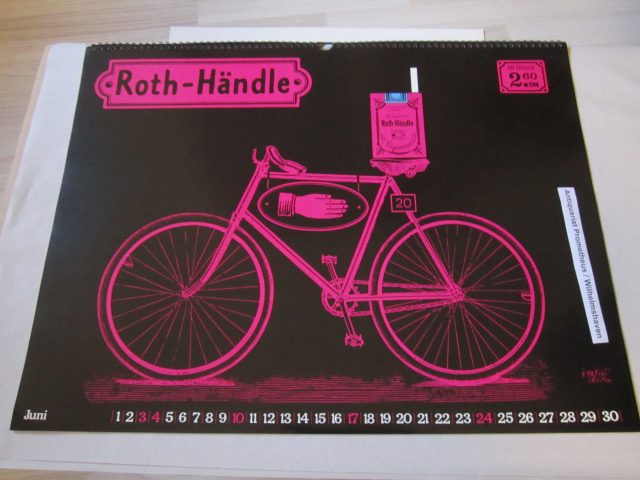 Roth-Händle
16 Stück
2 60
DM
Roth-Händle
20
Antiquariat Prometheus / Wilhelmshaven
Juni
1 2 3 4 5 6 7 8 9 10 11 12 13 14 15 16 17 18 19 20 21 22 23 24 25 26 27 28 29 30